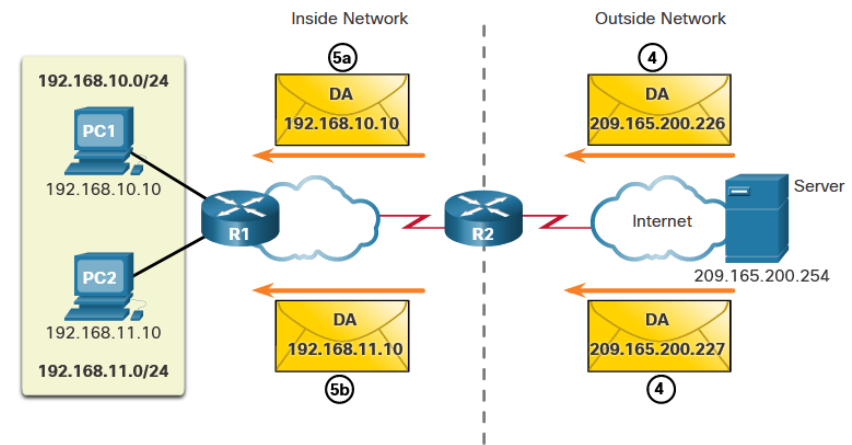 Inside Network
Outside Network
5a
4
192.168.10.0/24
DA
192.168.10.10
DA
209.165.200.226
PC1
192.168.10.10
R1
R2
Internet
Server
209.165.200.254
PC2
192.168.11.10
192.168.11.0/24
DA
192.168.11.10
DA
209.165.200.227
5b
4